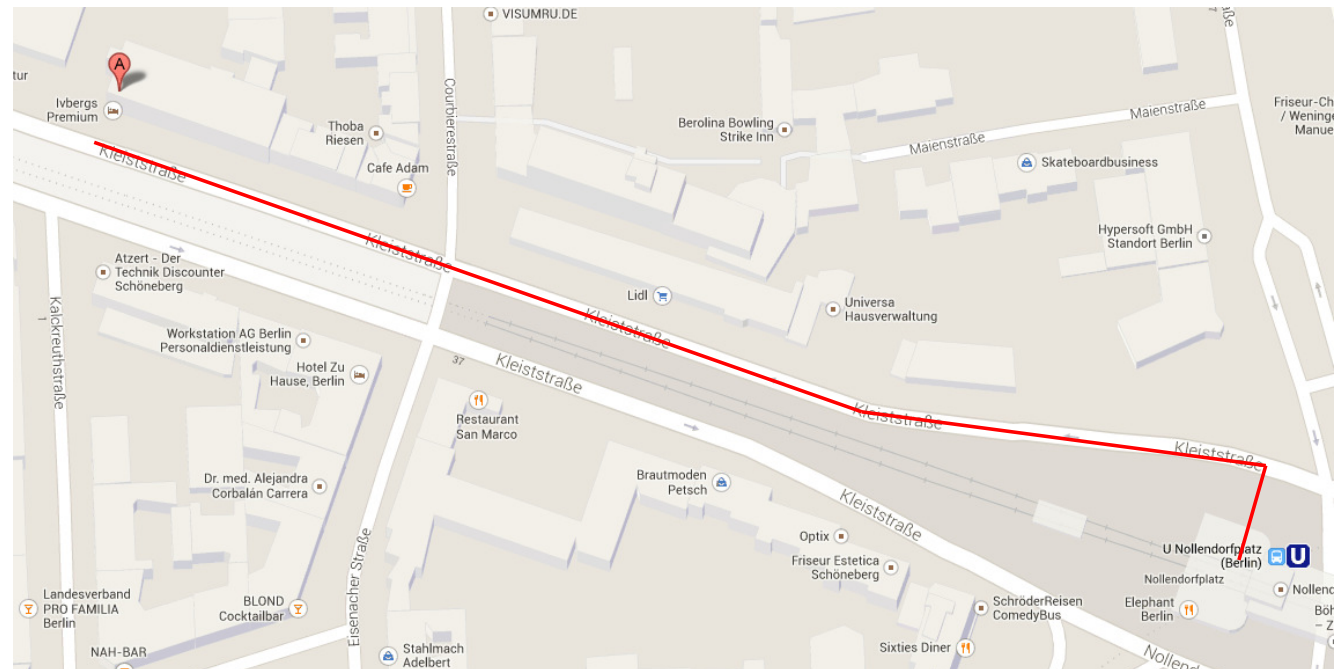 VISUMRU.DE
37
tur
A
Ivbergs
Premium
Thoba
Riesen
Cafe Adam
Courbierestraße
Berolina Bowling
Strike Inn
Maienstraße
Maienstraße
Friseur-Ch
/ Weninge
Manue
Skateboardbusiness
Kleiststraße
Kleiststraße
Hypersoft GmbH
Standort Berlin
Atzert - Der
Technik Discounter
Schöneberg
Lidl
Universa
Hausverwaltung
Kleiststraße
Kalckreuthstraße
1
Workstation AG Berlin
Personaldienstleistung
Hotel Zu
Hause, Berlin
37
Kleiststraße
Restaurant
San Marco
Kleiststraße
Kleiststraße
Dr. med. Alejandra
Corbalán Carrera
Brautmoden
Petsch
Kleiststraße
Optix
Friseur Estetica
Schöneberg
U Nollendorfplatz
(Berlin)
U
Nollendorfplatz
Nollend
Eisenacher Straße
Landesverband
PRO FAMILIA
Berlin
BLOND
Cocktailbar
SchröderReisen
ComedyBus
Elephant
Berlin
Böh
– Z
NAH-BAR
Stahlmach
Adelbert
Sixties Diner
Nollendo